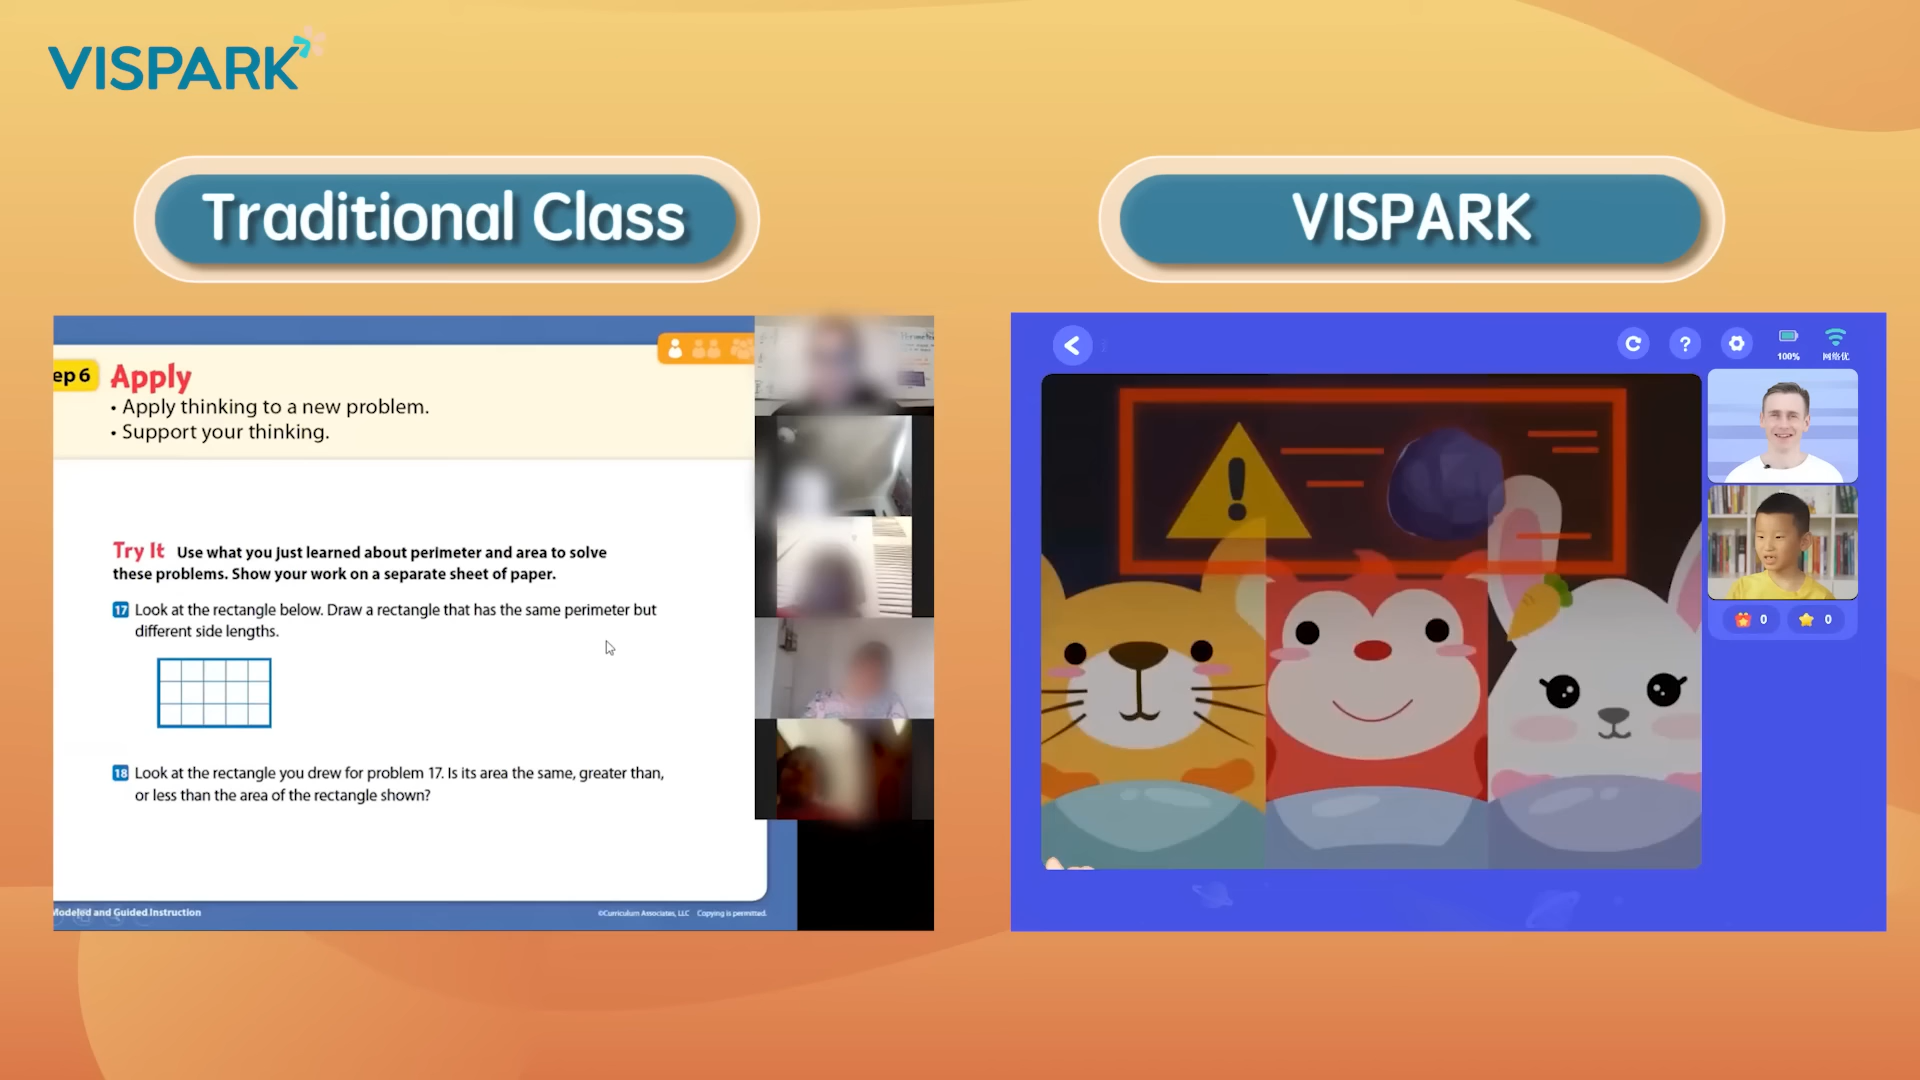 VISPARK
Traditional Class
VISPARK
ep 6
Apply
• Apply thinking to a new problem.
• Support your thinking.
Try It Use what you just learned about perimeter and area to solve
these problems. Show your work on a separate sheet of paper.
17 Look at the rectangle below. Draw a rectangle that has the same perimeter but
different side lengths.
18 Look at the rectangle you drew for problem 17. Is its area the same, greater than,
or less than the area of the rectangle shown?
Modeled and Guided Instruction
©Curriculum Associates, LLC Copying is permitted.
?
100%
网络优
!
0
0